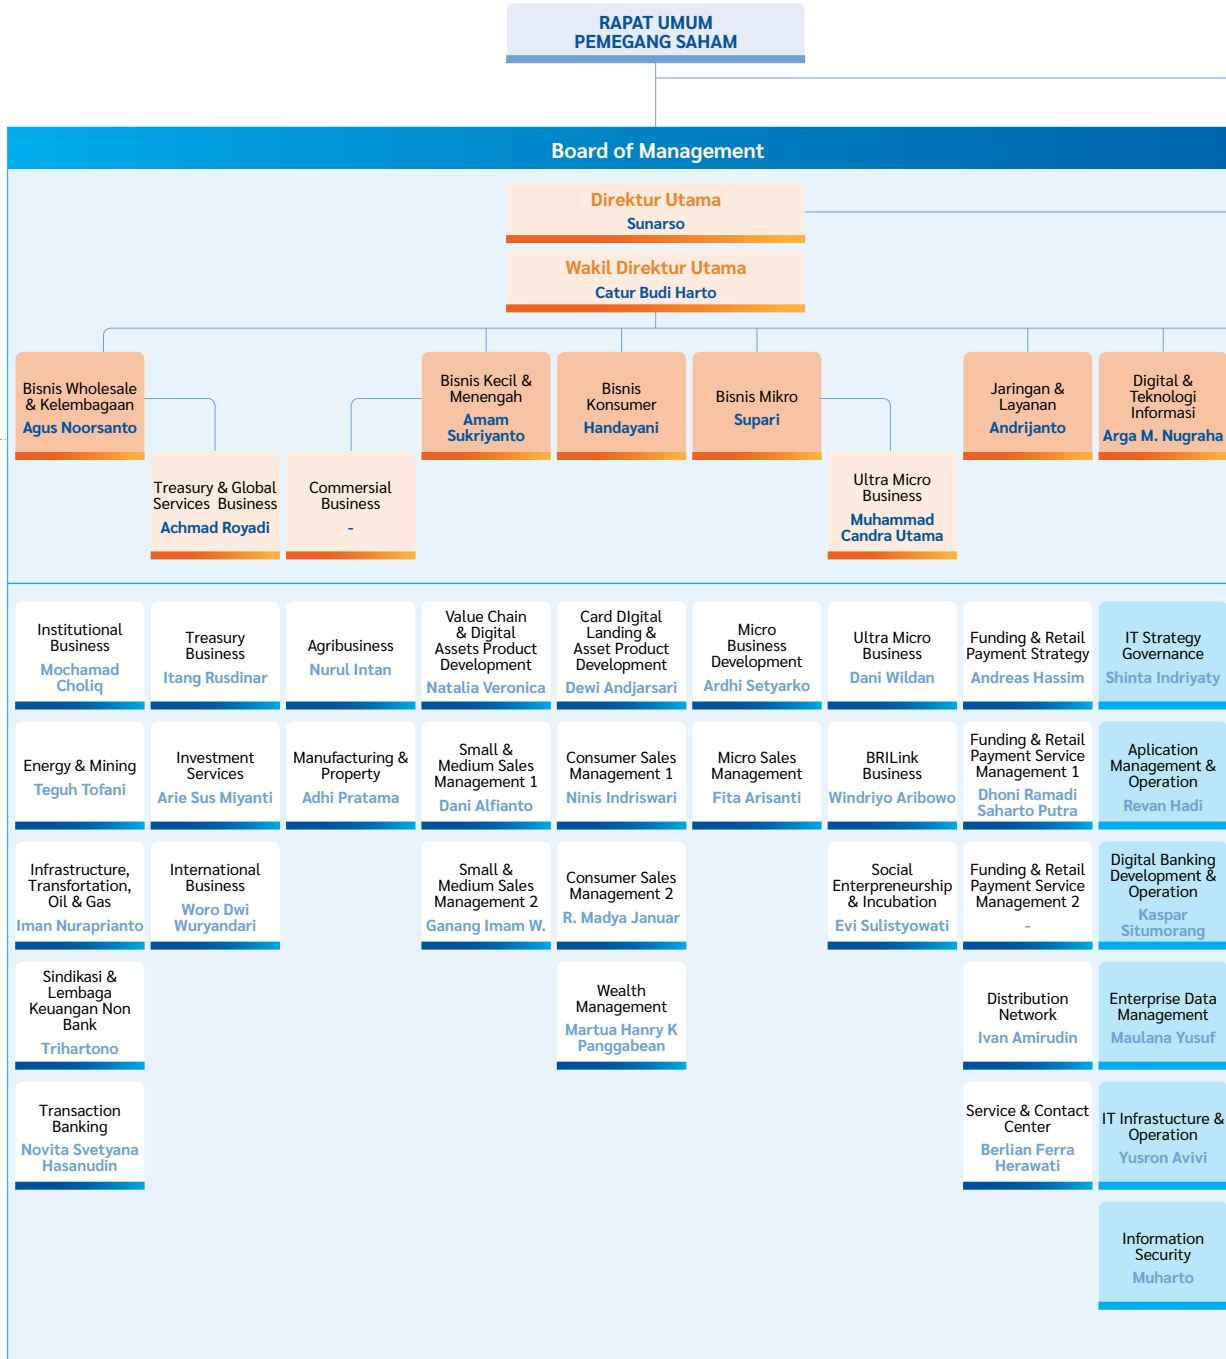 RAPAT UMUM
PEMEGANG SAHAM
Board of Management
Direktur Utama
Sunarso
Wakil Direktur Utama
Catur Budi Harto
Bisnis Wholesale
& Kelembagaan
Agus Noorsanto
Bisnis Kecil &
Menengah
Amam
Sukriyanto
Bisnis
Konsumer
Handayani
Bisnis Mikro
Supari
Jaringan &
Layanan
Andrijanto
Digital &
Teknologi
Informasi
Arga M. Nugraha
Treasury & Global
Services Business
Achmad Royadi
Commersial
Business
-
Ultra Micro
Business
Muhammad
Candra Utama
Institutional
Business
Mochamad
Choliq
Treasury
Business
Itang Rusdinar
Agribusiness
Nurul Intan
Value Chain
& Digital
Assets Product
Development
Natalia Veronica
Card DIgital
Landing &
Asset Product
Development
Dewi Andjarsari
Micro
Business
Development
Ardhi Setyarko
Ultra Micro
Business
Dani Wildan
Funding & Retail
Payment Strategy
Andreas Hassim
IT Strategy
Governance
Shinta Indriyaty
Energy & Mining
Teguh Tofani
Investment
Services
Arie Sus Miyanti
Manufacturing &
Property
Adhi Pratama
Small &
Medium Sales
Management 1
Dani Alfianto
Consumer Sales
Management 1
Ninis Indriswari
Micro Sales
Management
Fita Arisanti
BRILink
Business
Windriyo Aribowo
Funding & Retail
Payment Service
Management 1
Dhoni Ramadi
Saharto Putra
Aplication
Management
& Operation
Revan Hadi
Infrastructure,
Transfortation,
Oil & Gas
Iman Nuraprianto
International
Business
Woro Dwi
Wuryandari
Small &
Medium Sales
Management 2
Ganang Imam W.
Consumer Sales
Management 2
R. Madya Januar
Social
Enterpreneurship
& Incubation
Evi Sulistyowati
Funding & Retail
Payment Service
Management 2
-
Digital Banking
Development &
Operation
Kaspar
Situmorang
Sindikasi &
Lembaga
Keuangan Non
Bank
Trihartono
Wealth
Management
Martua Hanry K
Panggabean
Distribution
Network
Ivan Amirudin
Enterprise Data
Management
Maulana Yusuf
Transaction
Banking
Novita Svetyana
Hasanudin
Service & Contact
Center
Berlian Ferra
Herawati
IT Infrastucture &
Operation
Yusron Avivi
Information
Security
Muharto